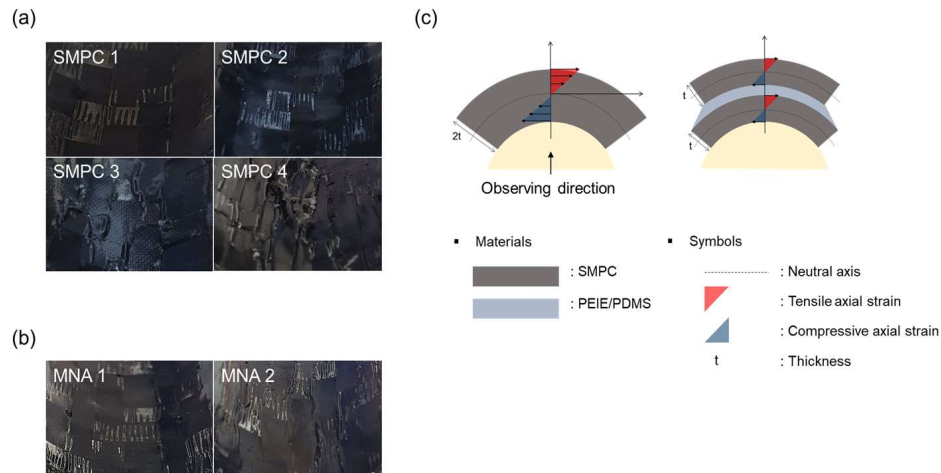 (a)
SMPC 1
SMPC 2
SMPC 3
SMPC 4
(b)
MNA 1
MNA 2
(c)
2t
Observing direction
t
t
▪ Materials
: SMPC
: PEIE/PDMS
▪ Symbols
: Neutral axis
: Tensile axial strain
: Compressive axial strain
t : Thickness